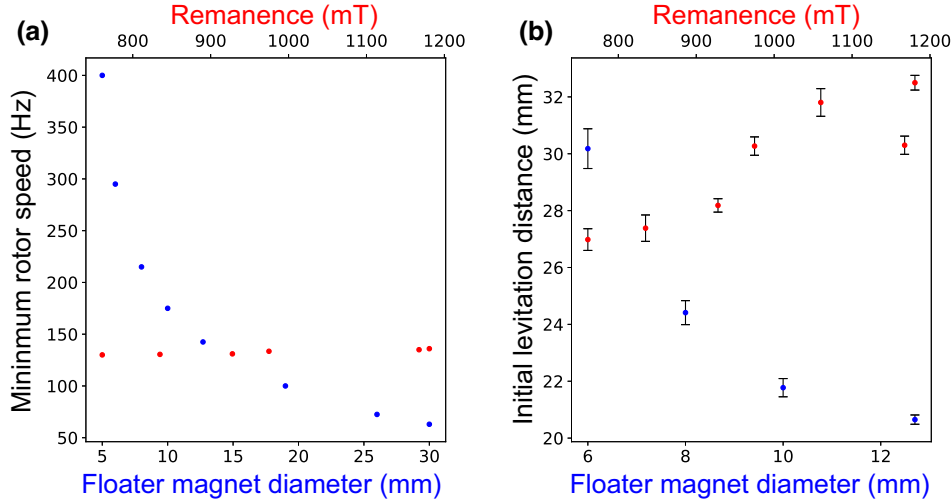 Remanence (mT)
(a)
800 900 1000 1100 1200
Mininmum rotor speed (Hz)
400
350
300
250
200
150
100
50
5 10 15 20 25 30
Floater magnet diameter (mm)
Remanence (mT)
(b)
800 900 1000 1100 1200
Initial levitation distance (mm)
32
30
28
26
24
22
20
6 8 10 12
Floater magnet diameter (mm)